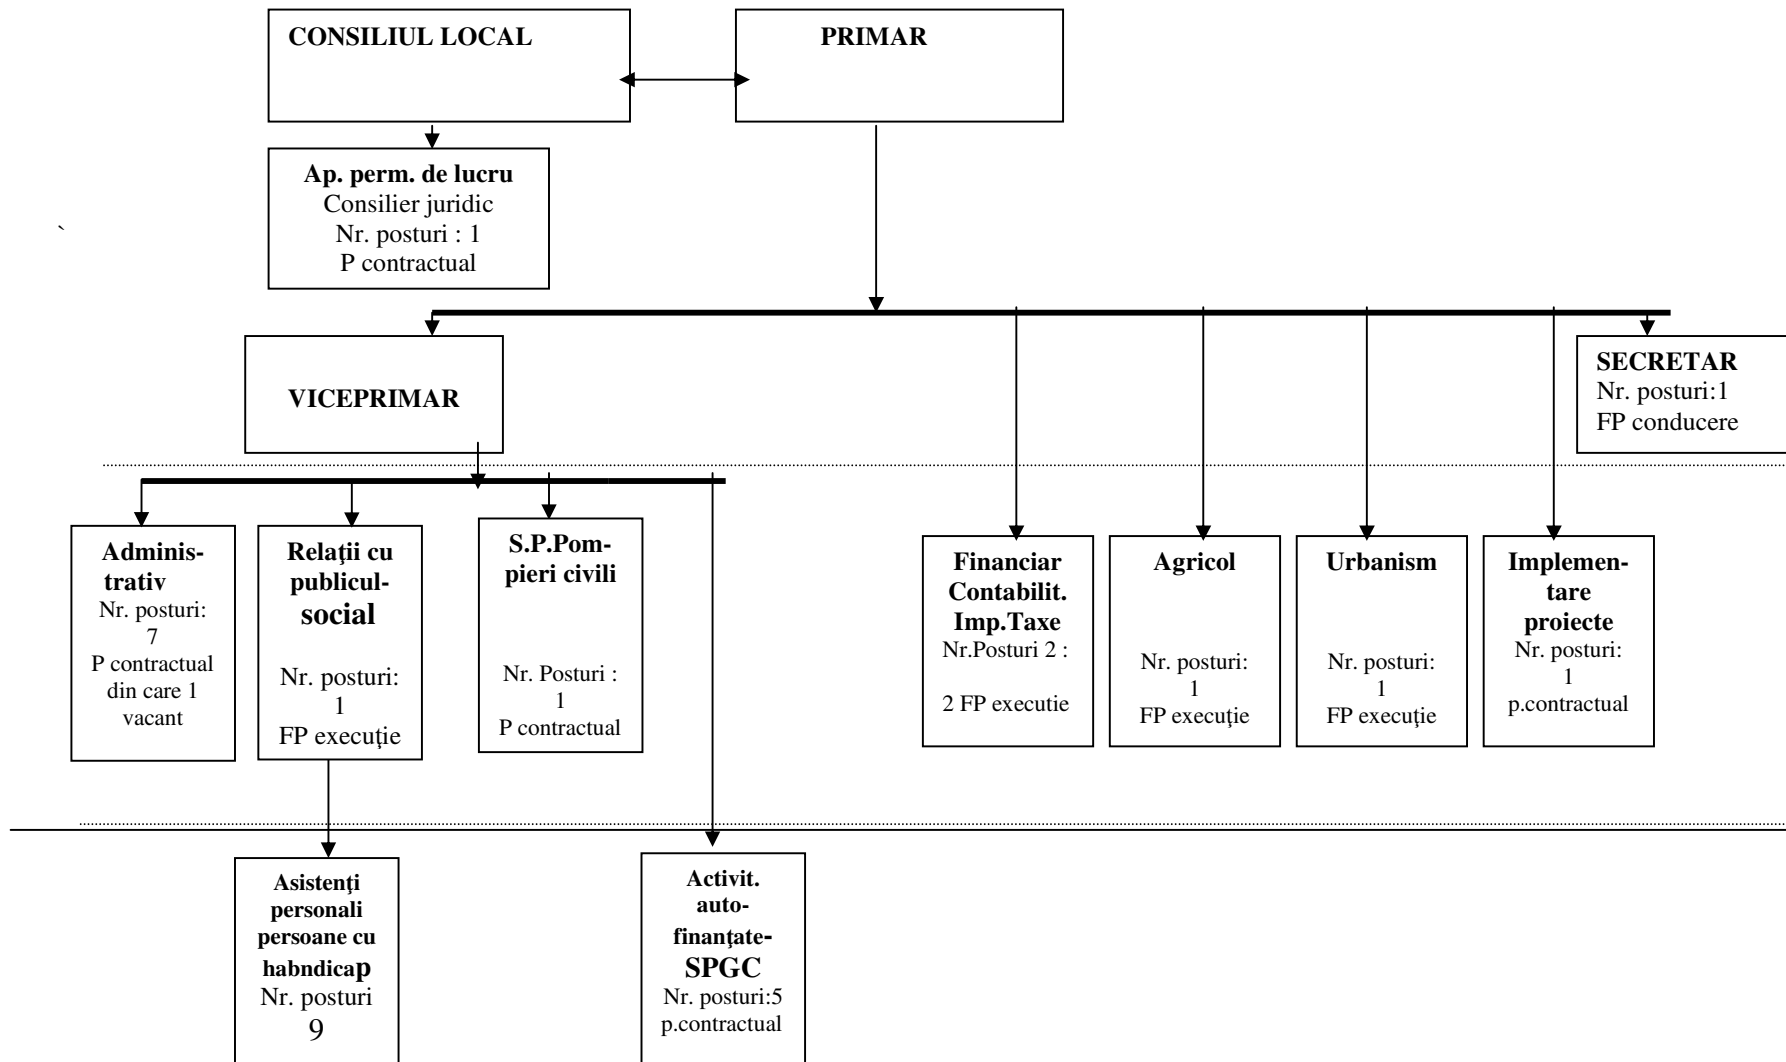 CONSILIUL LOCAL
PRIMAR
Ap. perm. de lucru
Consilier juridic
Nr. posturi : 1
P contractual
`
VICEPRIMAR
SECRETAR
Nr. posturi:1
FP conducere
Adminis-
trativ
Nr. posturi:
7
P contractual
din care 1
vacant
Relaţii cu
publicul-
social
Nr. posturi:
1
FP execuţie
S.P.Pom-
pieri civili
Nr. Posturi :
1
P contractual
Financiar
Contabilit.
Imp.Taxe
Nr.Posturi 2 :
2 FP executie
Agricol
Nr. posturi:
1
FP execuţie
Urbanism
Nr. posturi:
1
FP execuţie
Implemen-
tare
proiecte
Nr. posturi:
1
p.contractual
Asistenţi
personali
persoane cu
habndicap
Nr. posturi
9
Activit.
auto-
finanţate-
SPGC
Nr. posturi:5
p.contractual